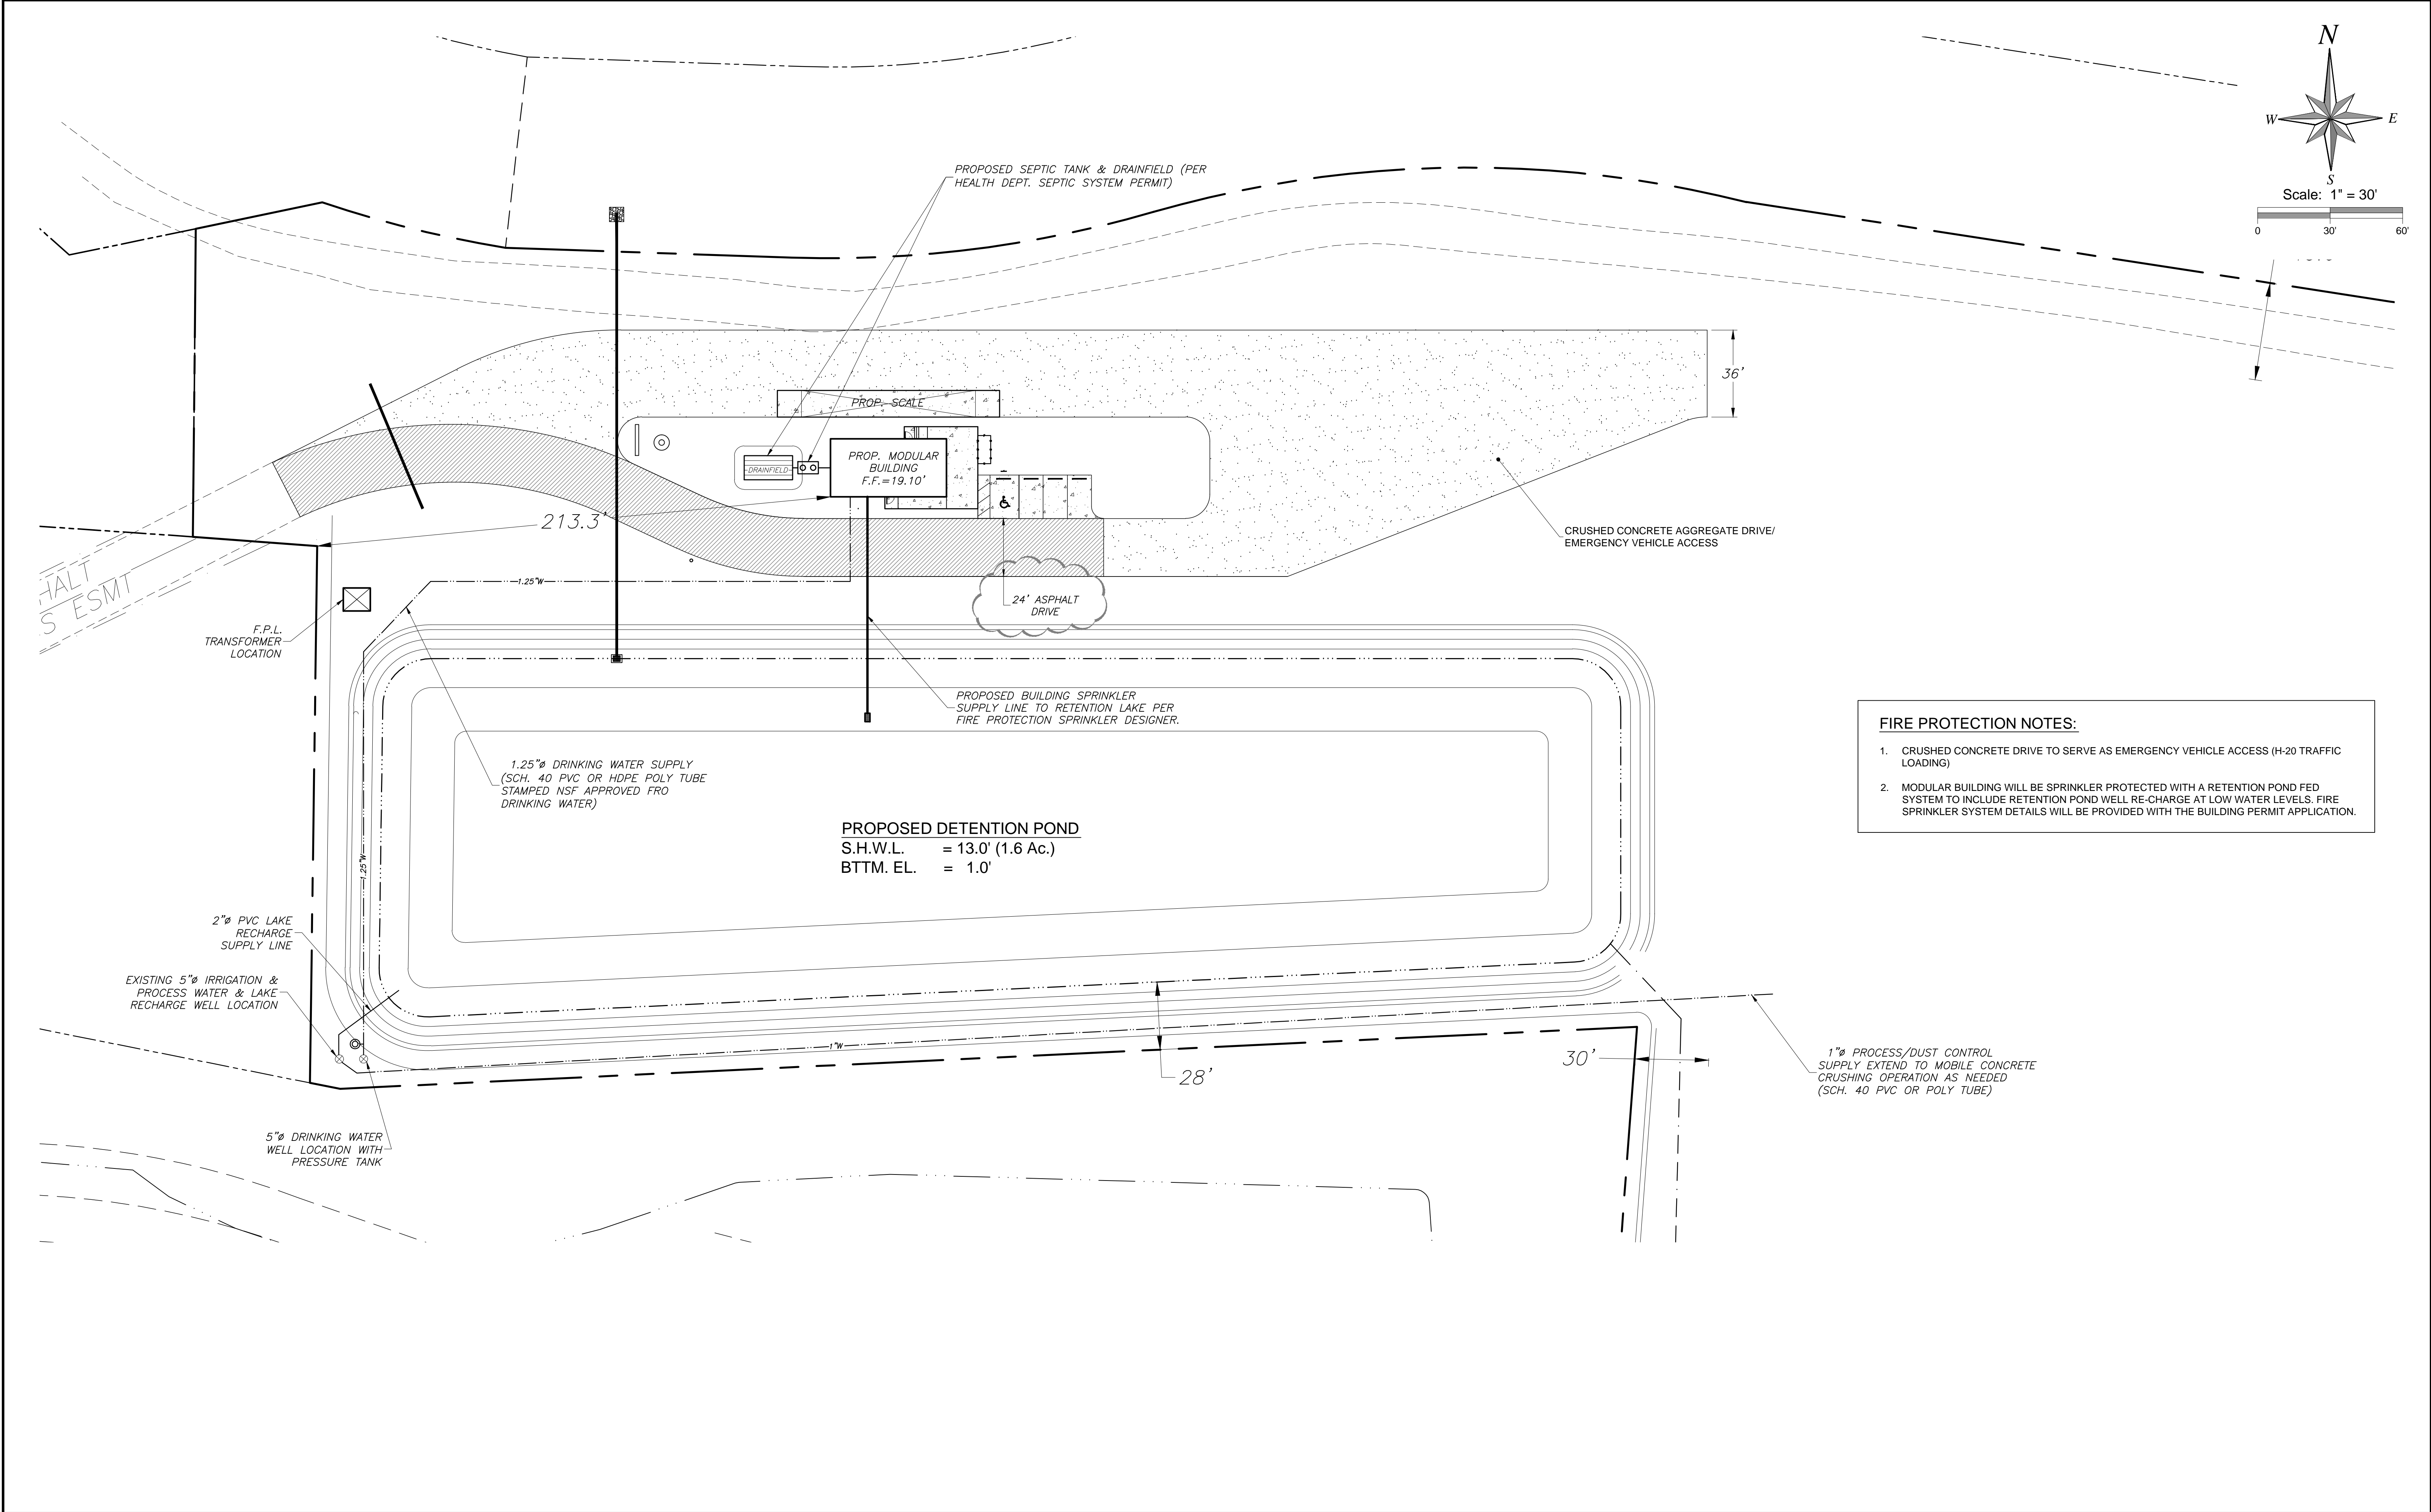 N
W
E
S
Scale: 1" = 30'
0 30' 60'
PROPOSED SEPTIC TANK & DRAINFIELD (PER
HEALTH DEPT. SEPTIC SYSTEM PERMIT)
36'
PROP. SCALE
PROP. MODULAR
BUILDING
F.F.=19.10'
DRAINFIELD
213.3'
CRUSHED CONCRETE AGGREGATE DRIVE/
EMERGENCY VEHICLE ACCESS
HALT
S ESMT
1.25"W
24' ASPHALT
DRIVE
F.P.L.
TRANSFORMER
LOCATION
PROPOSED BUILDING SPRINKLER
SUPPLY LINE TO RETENTION LAKE PER
FIRE PROTECTION SPRINKLER DESIGNER.
FIRE PROTECTION NOTES:
1. CRUSHED CONCRETE DRIVE TO SERVE AS EMERGENCY VEHICLE ACCESS (H-20 TRAFFIC
LOADING)
2. MODULAR BUILDING WILL BE SPRINKLER PROTECTED WITH A RETENTION POND FED
SYSTEM TO INCLUDE RETENTION POND WELL RE-CHARGE AT LOW WATER LEVELS. FIRE
SPRINKLER SYSTEM DETAILS WILL BE PROVIDED WITH THE BUILDING PERMIT APPLICATION.
1.25"ø DRINKING WATER SUPPLY
(SCH. 40 PVC OR HDPE POLY TUBE
STAMPED NSF APPROVED FRO
DRINKING WATER)
PROPOSED DETENTION POND
S.H.W.L. = 13.0' (1.6 Ac.)
BTTM. EL. = 1.0'
1.25"W
2"ø PVC LAKE
RECHARGE
SUPPLY LINE
EXISTING 5"ø IRRIGATION &
PROCESS WATER & LAKE
RECHARGE WELL LOCATION
1"W
28'
30'
1"ø PROCESS/DUST CONTROL
SUPPLY EXTEND TO MOBILE CONCRETE
CRUSHING OPERATION AS NEEDED
(SCH. 40 PVC OR POLY TUBE)
5"ø DRINKING WATER
WELL LOCATION WITH
PRESSURE TANK